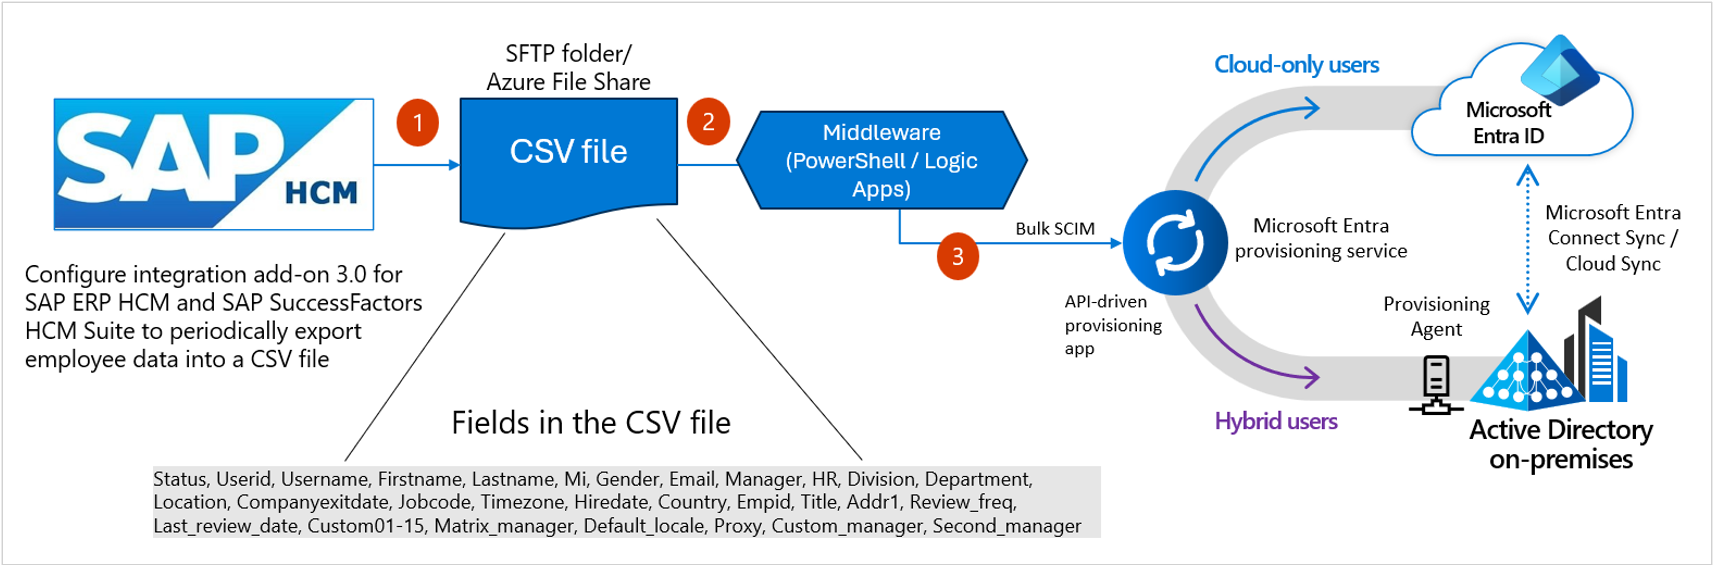 SFTP folder/
Azure File Share
SAP
HCM
1
CSV file
2
Middleware
(PowerShell / Logic
Apps)
3
Bulk SCIM
Configure integration add-on 3.0 for
SAP ERP HCM and SAP SuccessFactors
HCM Suite to periodically export
employee data into a CSV file
Fields in the CSV file
Status, Userid, Username, Firstname, Lastname, Mi, Gender, Email, Manager, HR, Division, Department,
Location, Companyexitdate, Jobcode, Timezone, Hiredate, Country, Empid, Title, Addr1, Review_freq,
Last_review_date, Custom01-15, Matrix_manager, Default_locale, Proxy, Custom_manager, Second_manager
Cloud-only users
Microsoft
Entra ID
Microsoft Entra
provisioning service
API-driven
provisioning
app
Microsoft Entra
Connect Sync /
Cloud Sync
Provisioning
Agent
Hybrid users
Active Directory
on-premises